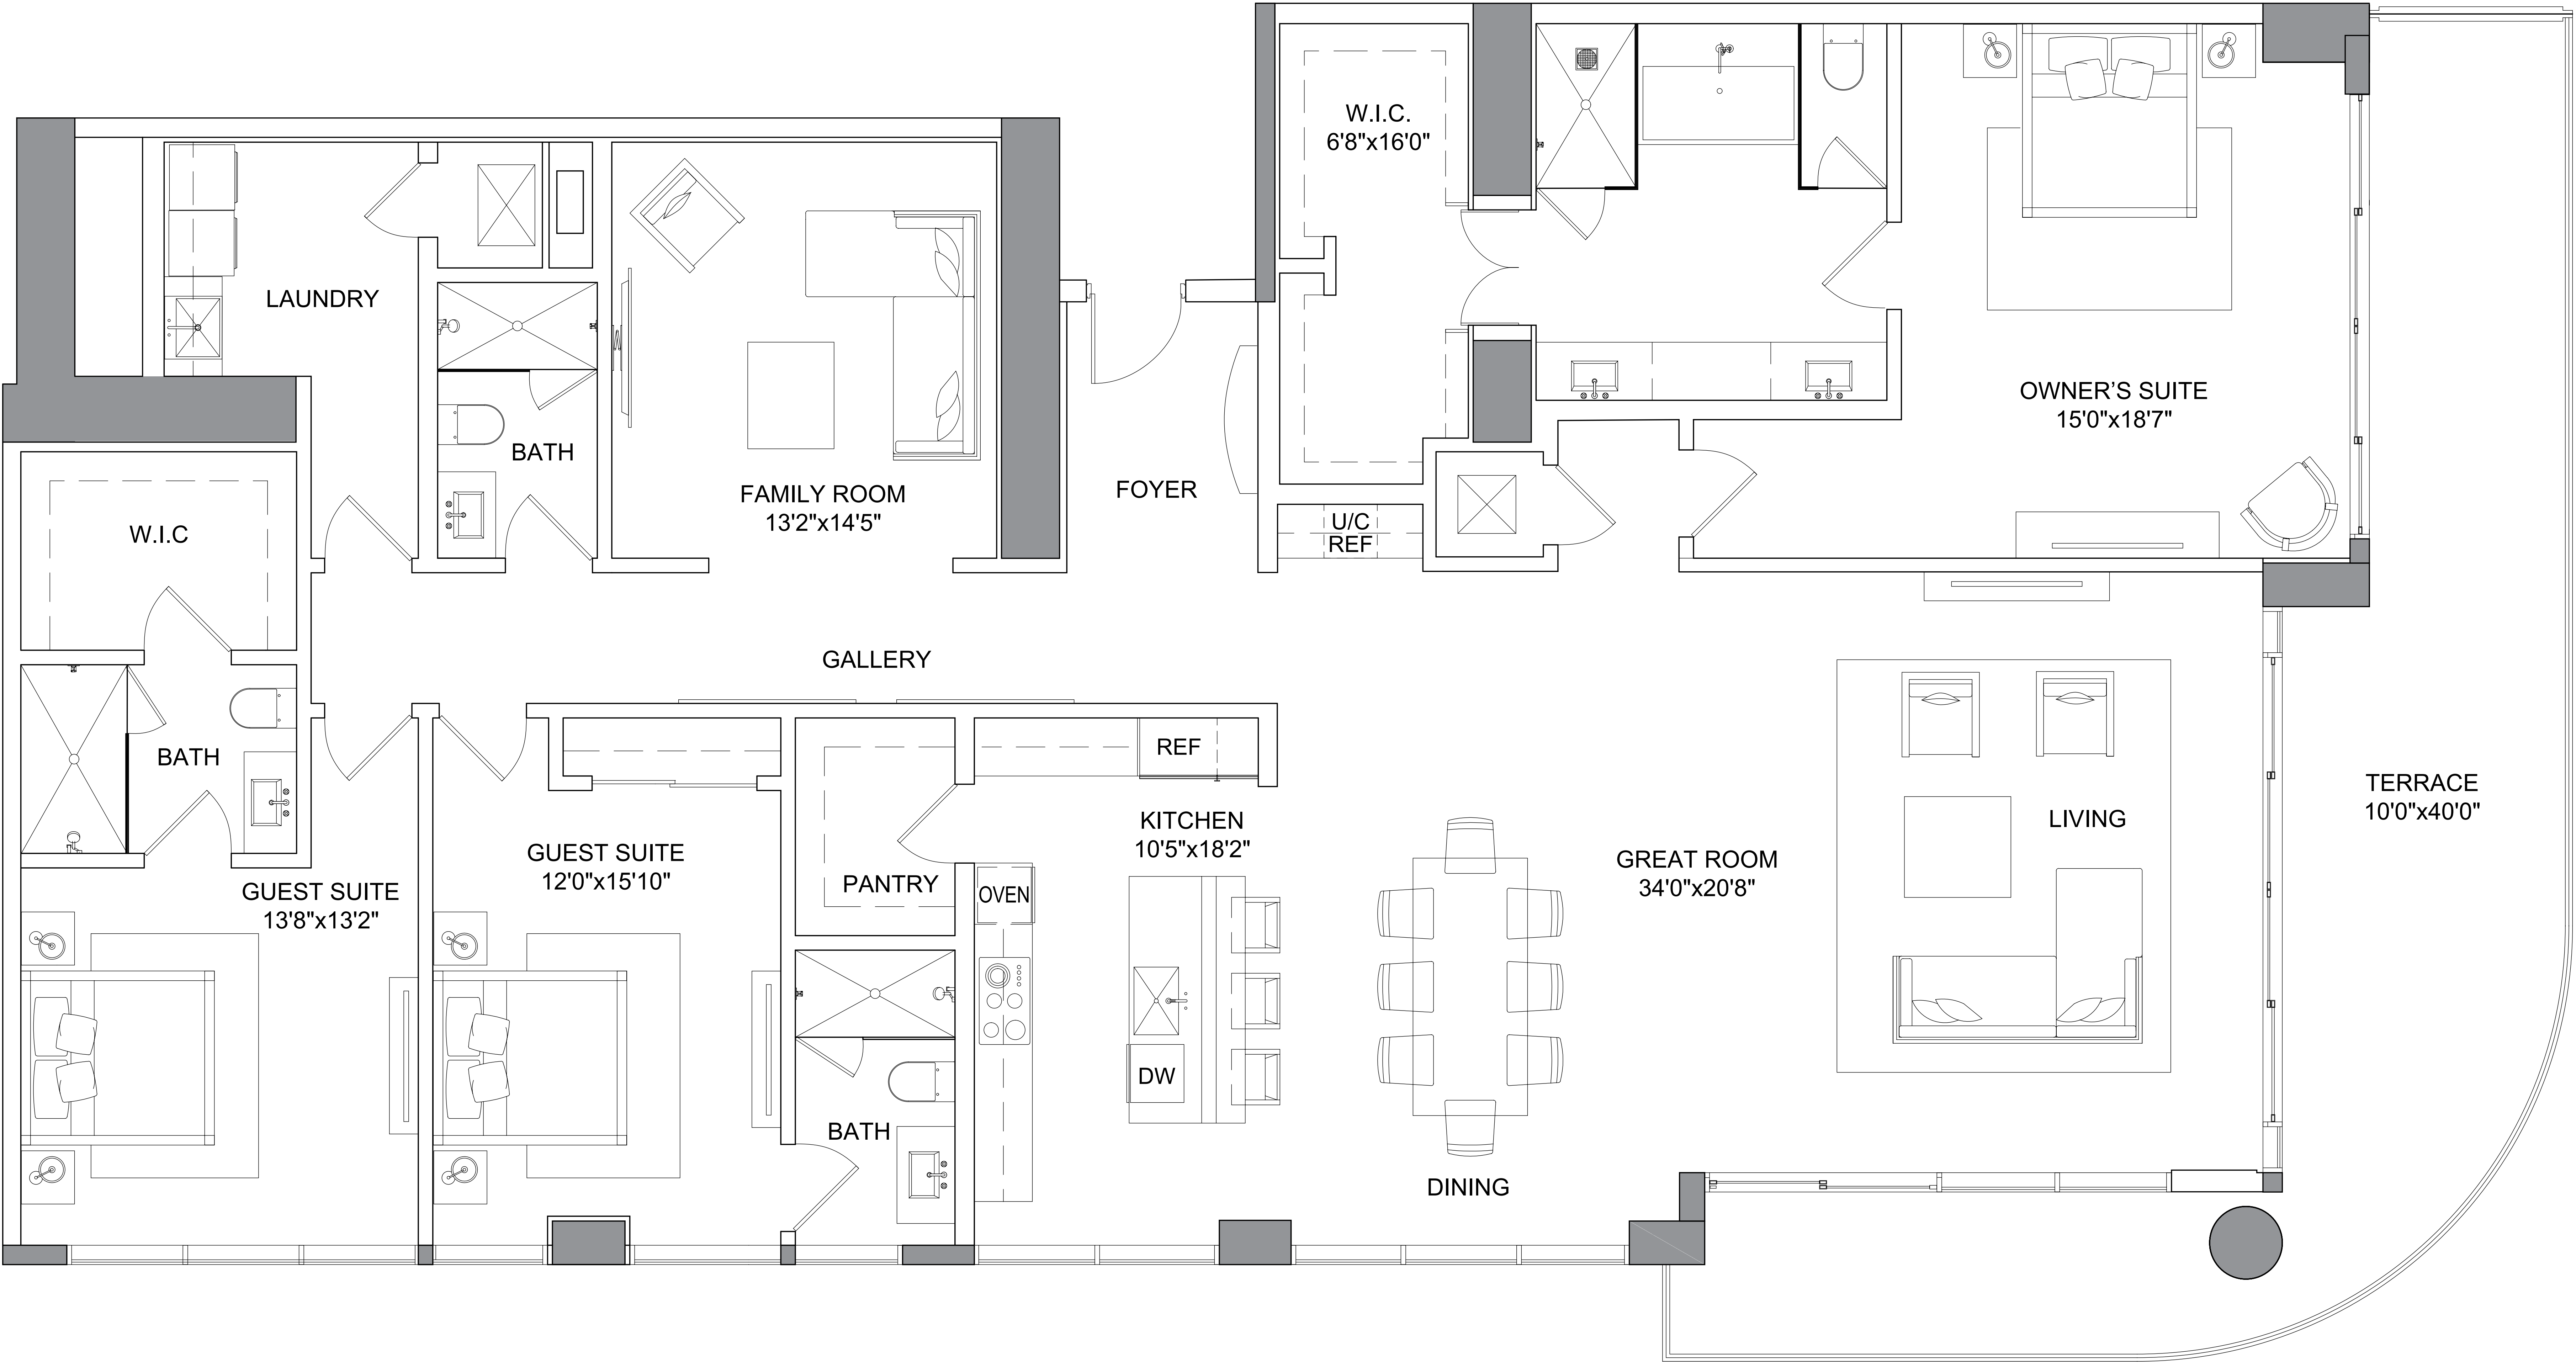 W.I.C.
6'8"x16'0"
LAUNDRY
OWNER’S SUITE
15'0"x18'7"
BATH
FAMILY ROOM
13'2"x14'5"
FOYER
U/C
REF
W.I.C
GALLERY
REF
BATH
TERRACE
10'0"x40'0"
KITCHEN
10'5"x18'2"
LIVING
GUEST SUITE
12'0"x15'10"
GREAT ROOM
34'0"x20'8"
PANTRY
OVEN
GUEST SUITE
13'8"x13'2"
DW
BATH
DINING